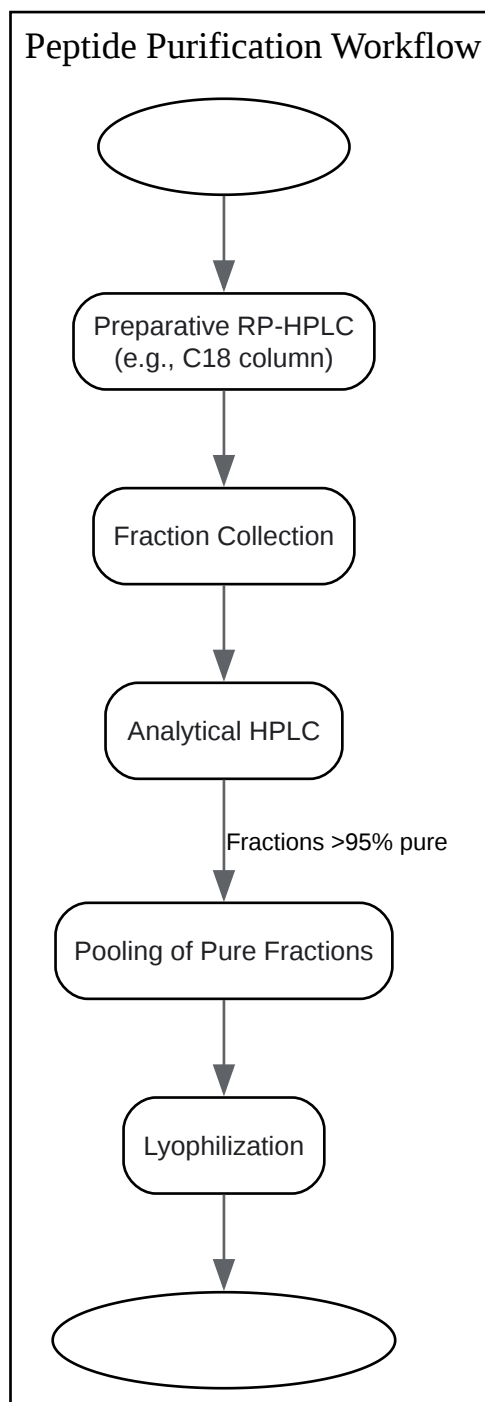 Peptide Purification Workflow
Preparative RP-HPLC
(e.g., C18 column)
Fraction Collection
Analytical HPLC
Fractions >95% pure
Pooling of Pure Fractions
Lyophilization